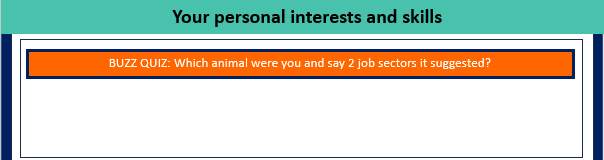 Your personal interests and skills
BUZZ QUIZ: Which animal were you and say 2 job sectors it suggested?